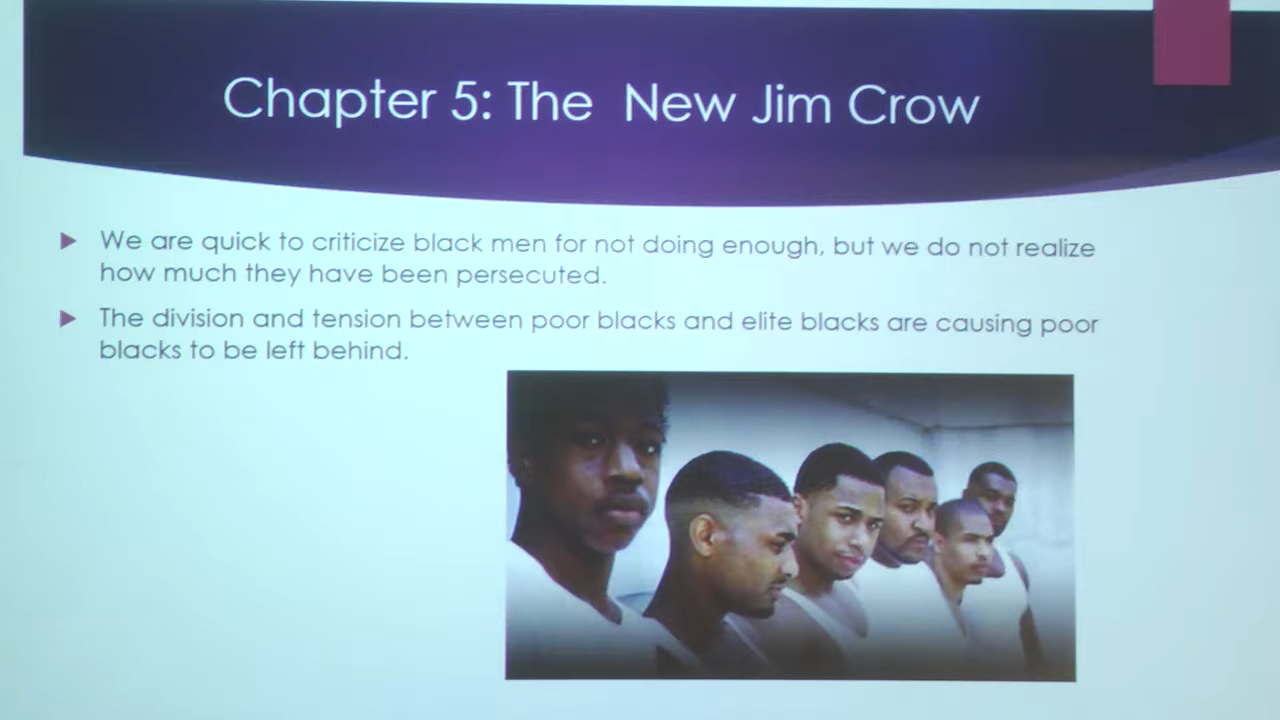 Chapter 5: The New Jim Crow
We are quick to criticize black men for not doing enough, but we do not realize
how much they have been persecuted.
The division and tension between poor blacks and elite blacks are causing poor
blacks to be left behind.